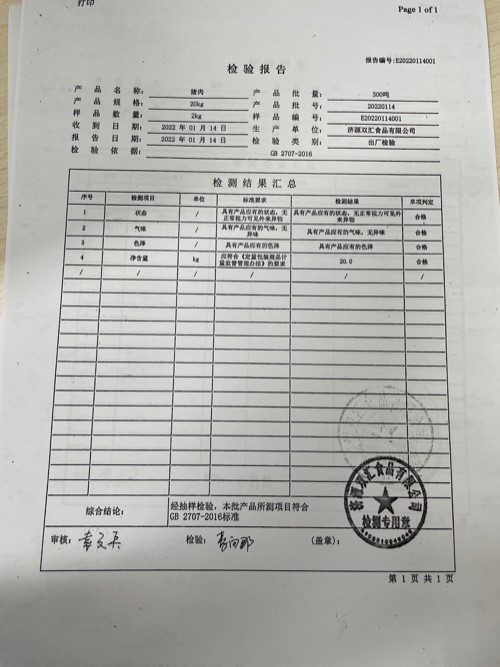 打印
Page 1 of 1
报告编号:E20220114001
检验报告
产品名称: 猪肉 产品批量: 300吨
产品规格: 20kg 产品批号: 20220114
样品数量: 2kg 样品编号: E20220114001
收到日期: 2022 年 01 月 14 日 生产单位: 济源双汇食品有限公司
报告日期: 2022 年 01 月 14 日 检验类别: 出厂检验
检验依据: GB 2707-2016
检测结果汇总
序号 检测项目 单位 标准要求 检测结果 单项判定
1 状态 / 具有产品应有的状态，无正常视力可见外来异物 具有产品应有的状态，无正常视力可见外来异物 合格
2 气味 / 具有产品应有的气味，无异味 具有产品应有的气味，无异味 合格
3 色泽 / 具有产品应有的色泽 具有产品应有的色泽 合格
4 净含量 kg 应符合《定量包装商品计量监督管理办法》的要求 20.0 合格
/ / / / / /
综合结论: 经抽样检验，本批产品所测项目符合
GB 2707-2016标准
审核: 检验: (盖章):
济源双汇食品有限公司
检测专用章
第 1 页 共 1 页